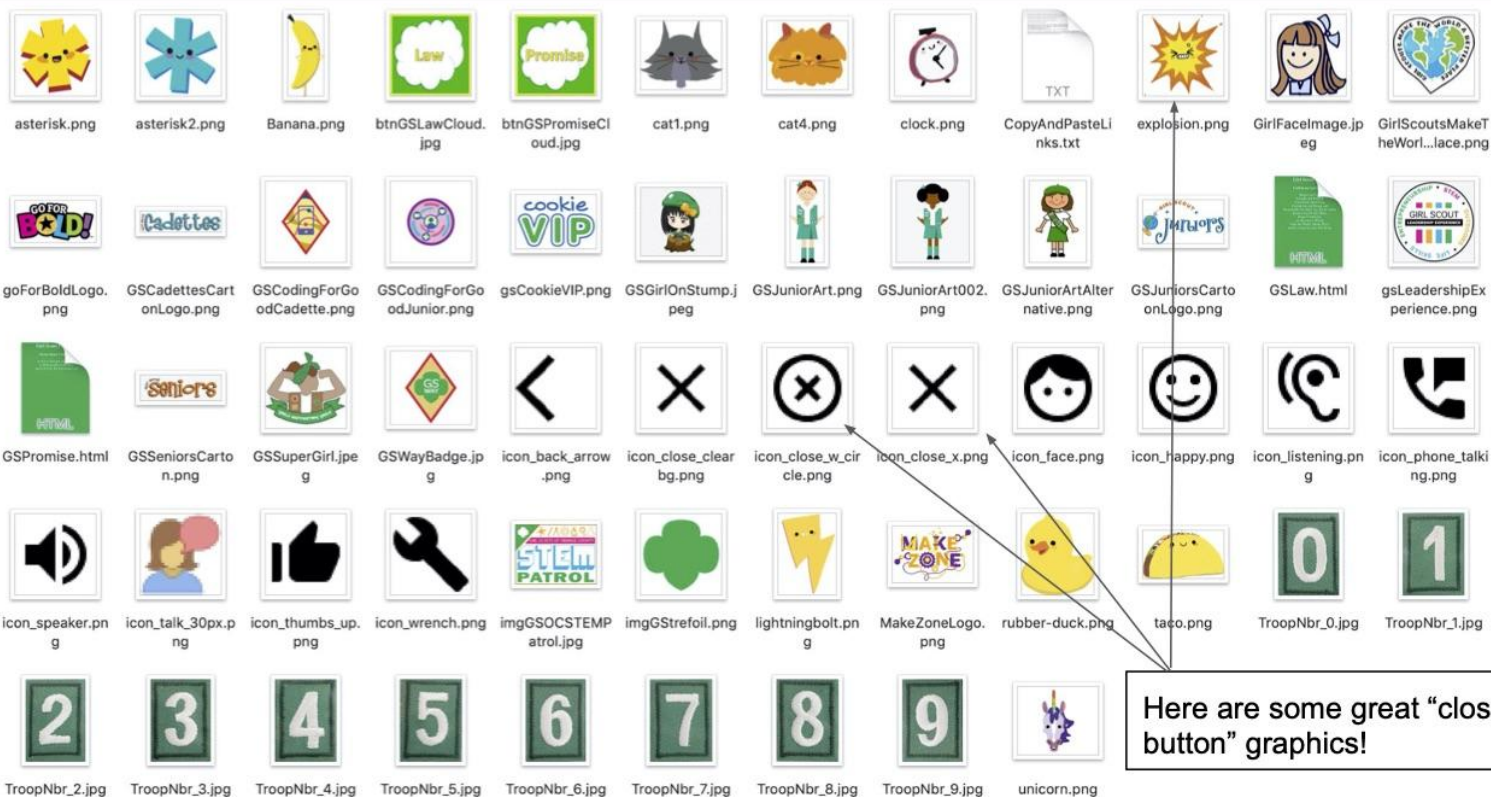 Law
Promise
TXT
asterisk.png
asterisk2.png
Banana.png
btnGSLawCloud.
jpg
btnGSPromiseCl
oud.jpg
cat1.png
cat4.png
clock.png
CopyAndPasteLi
nks.txt
explosion.png
GirlFaceImage.jp
eg
GirlScoutsMakeT
heWorl...lace.png
GO FOR
BOLD!
Cadettes
cookie
VIP
GIRL SCOUT
juniors
HTML
GIRL SCOUT
LEADERSHIP EXPERIENCE
goForBoldLogo.
png
GSCadettesCart
onLogo.png
GSCodingForGo
odCadette.png
GSCodingForGo
odJunior.png
gsCookieVIP.png
GSGirlOnStump.j
peg
GSJuniorArt.png
GSJuniorArt002.
png
GSJuniorArtAlter
native.png
GSJuniorsCarto
onLogo.png
GSLaw.html
gsLeadershipEx
perience.png
HTML
seniors
GS
GSPromise.html
GSSeniorsCarto
n.png
GSSuperGirl.jpe
g
GSWayBadge.jp
g
icon_back_arrow
.png
icon_close_clear
bg.png
icon_close_w_cir
cle.png
icon_close_x.png
icon_face.png
icon_happy.png
icon_listening.pn
g
icon_phone_talki
ng.png
STEM
PATROL
MAKE
ZONE
0
1
icon_speaker.pn
g
icon_talk_30px.p
ng
icon_thumbs_up.
png
icon_wrench.png
imgGSOCSTEMP
atrol.jpg
imgGStrefoil.png
lightningbolt.pn
g
MakeZoneLogo.
png
rubber-duck.png
taco.png
TroopNbr_0.jpg
TroopNbr_1.jpg
2
3
4
5
6
7
8
9
Here are some great “clos
button” graphics!
TroopNbr_2.jpg
TroopNbr_3.jpg
TroopNbr_4.jpg
TroopNbr_5.jpg
TroopNbr_6.jpg
TroopNbr_7.jpg
TroopNbr_8.jpg
TroopNbr_9.jpg
unicorn.png